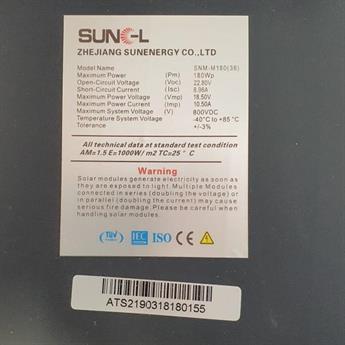 SUNC-L
ZHEJIANG SUNENERGY CO.,LTD
Model Name SNM-M180(36)
Maximum Power (Pm) 180Wp
Open-Circuit Voltage (Voc) 22.80V
Short-Circuit Current (Isc) 8.96A
Maximum Power Voltage (Vmp) 18.50V
Maximum Power Current (Imp) 10.50A
Maximum System Voltage (V) 800VDC
Temperature System Voltage -40°C to +85 °C
Tolerance +/-3%
All technical data at standard test condition
AM=1.5 E=1000W/ m2 TC=25 ° C
Warning
Solar modules generate electricity as soon as
they are exposed to light. Multiple Modules
connected in series (doubling the voltage) or
in parallel (doubling the current) may cause
serious firm damage. Please be careful when
handling solar modules.
TÜV IEC ISO CE
ATS2190318180155